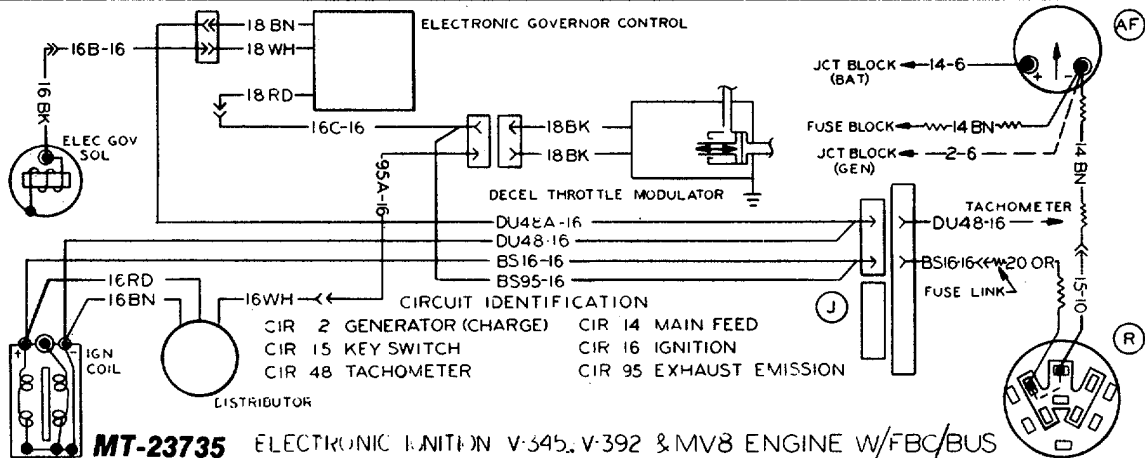 18 BN
ELECTRONIC GOVERNOR CONTROL
AF
16B-16
18 WH
JCT BLOCK
(BAT)
14-6
+
-
16 BK
18RD
16C-16
18BK
FUSE BLOCK
14BN
ELEC GOV
SOL
18BK
JCT BLOCK
(GEN)
2-6
14 BN
95A-16
DECEL THROTTLE MODULATOR
DU48A-16
DU48-16
TACHOMETER
DU48-16
BS16-16
BS16-16
20 OR
BS95-16
16RD
16BN
16WH
FUSE LINK
15-10
CIRCUIT IDENTIFICATION
J
CIR 2 GENERATOR (CHARGE)
CIR 14 MAIN FEED
R
+
-
IGN
COIL
CIR 15 KEY SWITCH
CIR 16 IGNITION
CIR 48 TACHOMETER
CIR 95 EXHAUST EMISSION
DISTRIBUTOR
MT-23735 ELECTRONIC IGNITION V-345, V-392 & MV8 ENGINE W/FBC/BUS